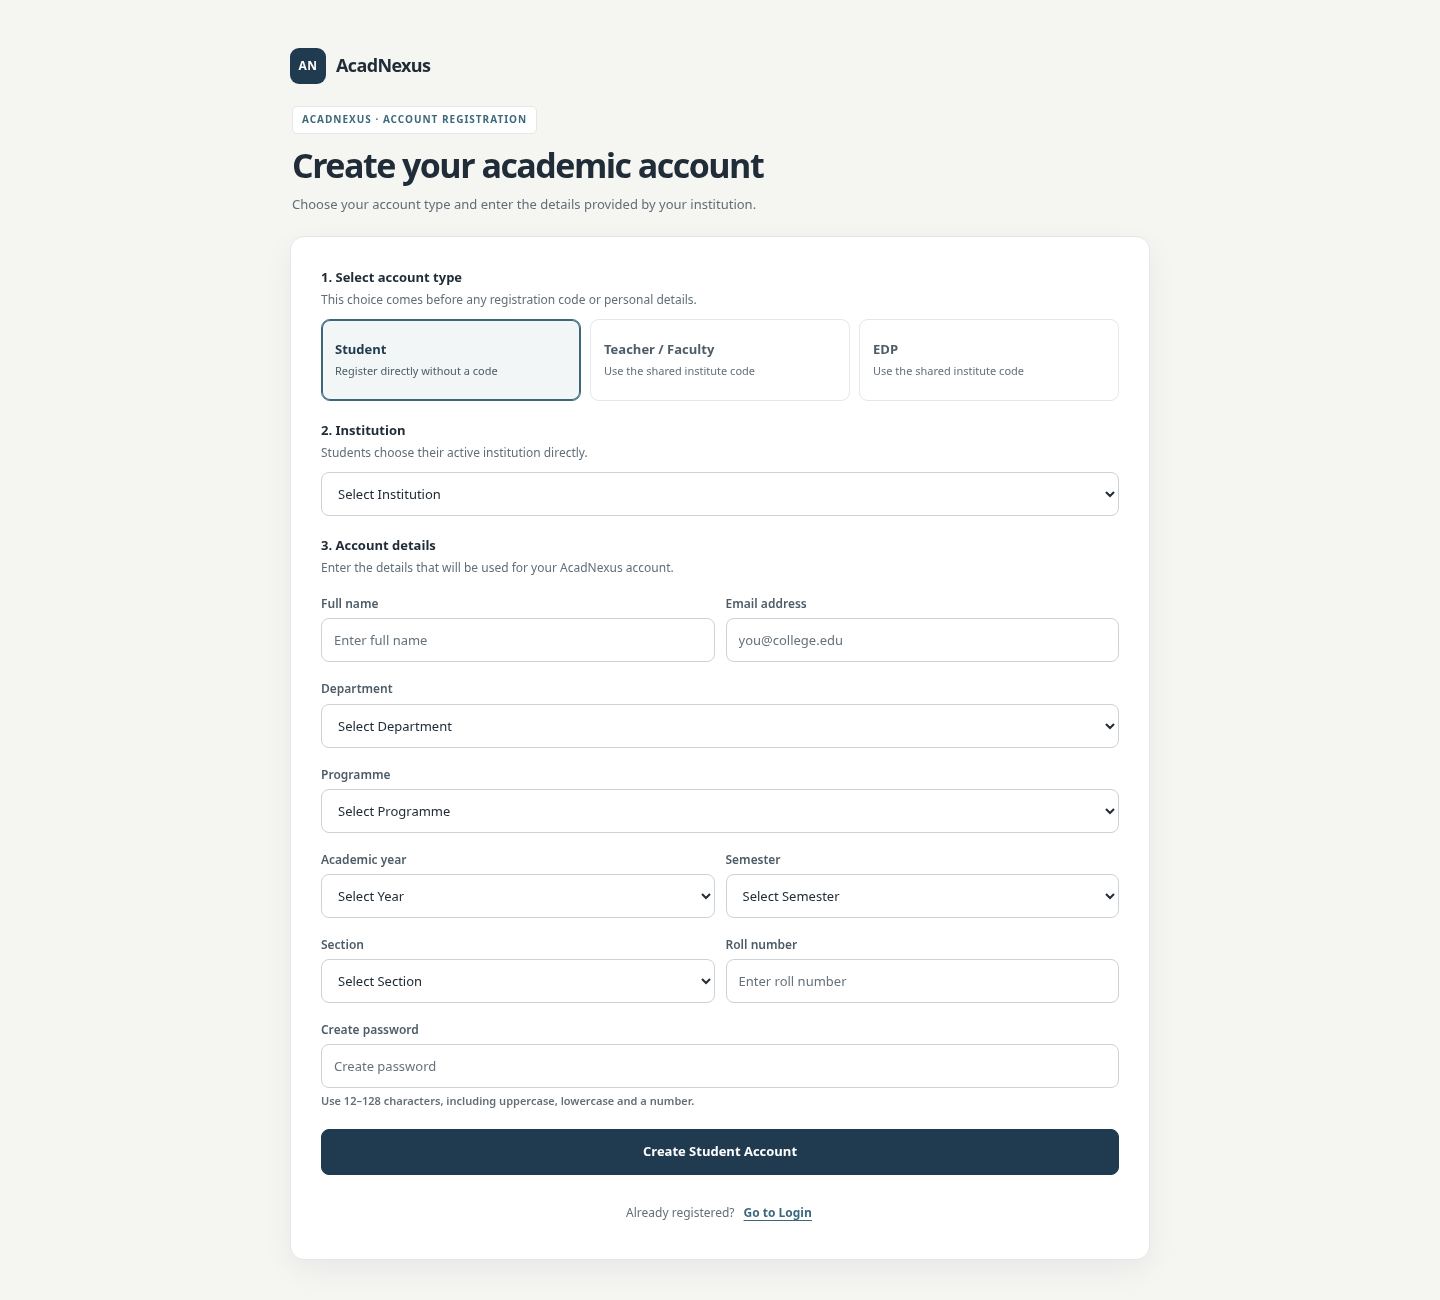 AN
AcadNexus
ACADNEXUS · ACCOUNT REGISTRATION
Create your academic account
Choose your account type and enter the details provided by your institution.
1. Select account type
This choice comes before any registration code or personal details.
Student
Register directly without a code
Teacher / Faculty
Use the shared institute code
EDP
Use the shared institute code
2. Institution
Students choose their active institution directly.
Select Institution
3. Account details
Enter the details that will be used for your AcadNexus account.
Full name
Enter full name
Email address
you@college.edu
Department
Select Department
Programme
Select Programme
Academic year
Select Year
Semester
Select Semester
Section
Select Section
Roll number
Enter roll number
Create password
Create password
Use 12–128 characters, including uppercase, lowercase and a number.
Create Student Account
Already registered? Go to Login